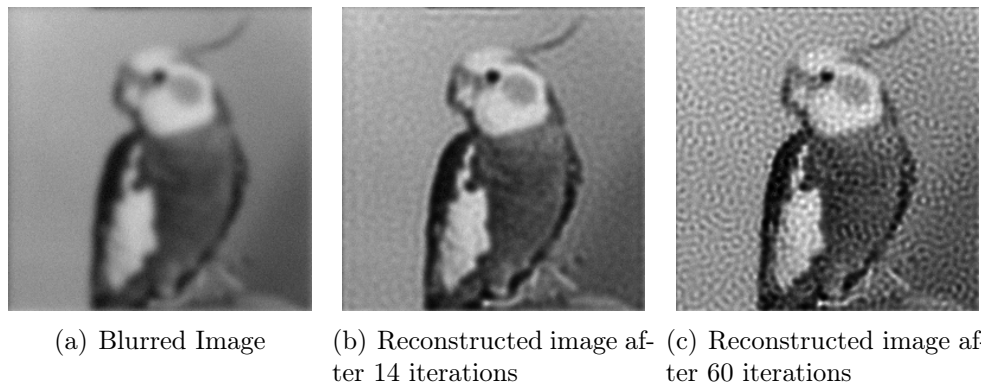 (a) Blurred Image
(b) Reconstructed image af-
ter 14 iterations
(c) Reconstructed image af-
ter 60 iterations